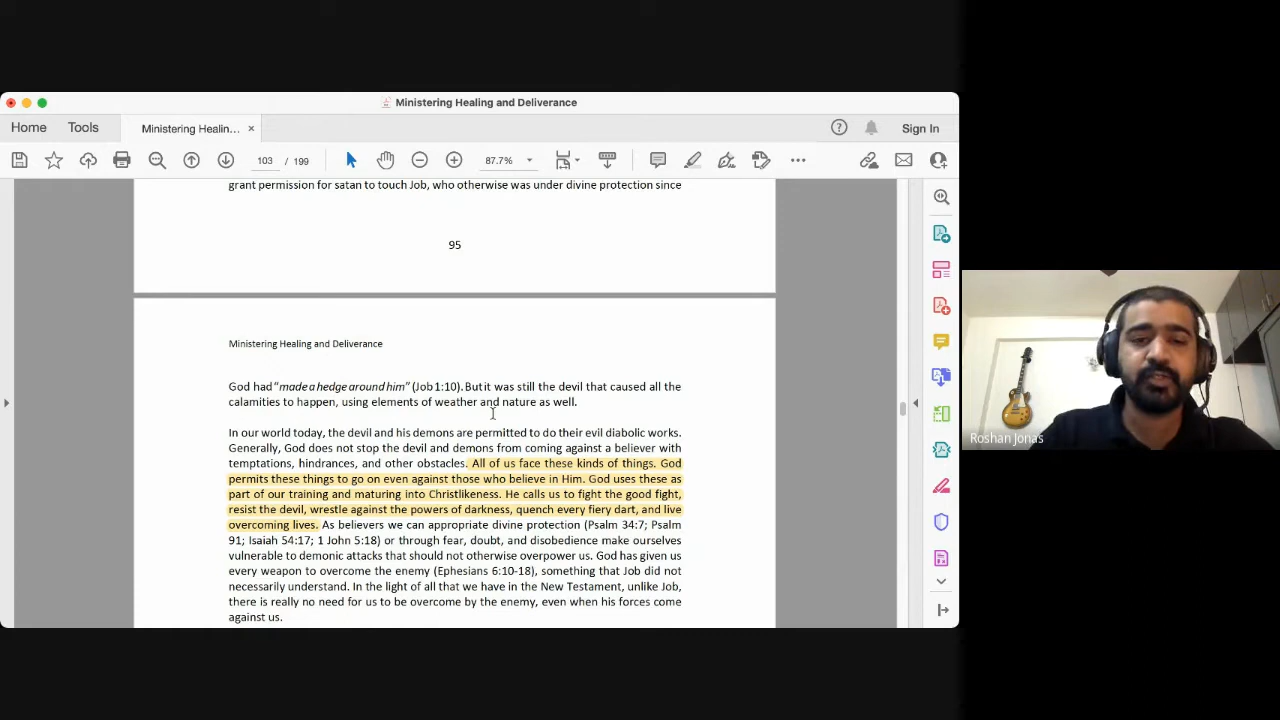 Ministering Healing and Deliverance
Home
Tools
Ministering Healin...
Sign In
103 / 199
87.7%
grant permission for satan to touch Job, who otherwise was under divine protection since
95
Ministering Healing and Deliverance
God had "made a hedge around him" (Job 1:10). But it was still the devil that caused all the
calamities to happen, using elements of weather and nature as well.
In our world today, the devil and his demons are permitted to do their evil diabolic works.
Generally, God does not stop the devil and demons from coming against a believer with
temptations, hindrances, and other obstacles. All of us face these kinds of things. God
permits these things to go on even against those who believe in Him. God uses these as
part of our training and maturing into Christlikeness. He calls us to fight the good fight,
resist the devil, wrestle against the powers of darkness, quench every fiery dart, and live
overcoming lives. As believers we can appropriate divine protection (Psalm 34:7; Psalm
91; Isaiah 54:17; 1 John 5:18) or through fear, doubt, and disobedience make ourselves
vulnerable to demonic attacks that should not otherwise overpower us. God has given us
every weapon to overcome the enemy (Ephesians 6:10-18), something that Job did not
necessarily understand. In the light of all that we have in the New Testament, unlike Job,
there is really no need for us to be overcome by the enemy, even when his forces come
against us.
Roshan Jonas